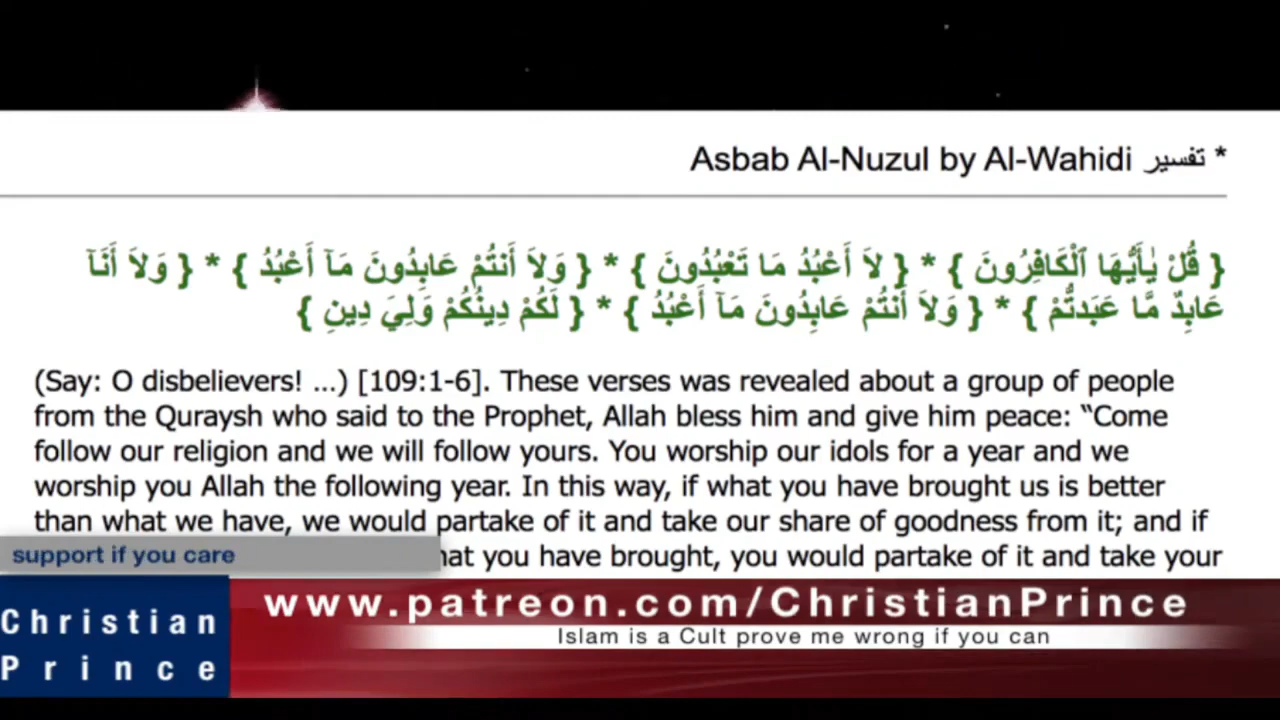 * تفسير Asbab Al-Nuzul by Al-Wahidi
{ قُلْ يٰأَيُّهَا ٱلْكَافِرُونَ } * { لاَ أَعْبُدُ مَا تَعْبُدُونَ } * { وَلاَ أَنتُمْ عَابِدُونَ مَآ أَعْبُدُ } * { وَلاَ أَنَآ
عَابِدٌ مَّا عَبَدتُّمْ } * { وَلاَ أَنتُمْ عَابِدُونَ مَآ أَعْبُدُ } * { لَكُمْ دِينُكُمْ وَلِيَ دِينِ }
(Say: O disbelievers! ...) [109:1-6]. These verses was revealed about a group of people
from the Quraysh who said to the Prophet, Allah bless him and give him peace: “Come
follow our religion and we will follow yours. You worship our idols for a year and we
worship you Allah the following year. In this way, if what you have brought us is better
than what we have, we would partake of it and take our share of goodness from it; and if
you have brought, you would partake of it and take your
support if you care
Christian
Prince
www.patreon.com/ChristianPrince
Islam is a Cult prove me wrong if you can